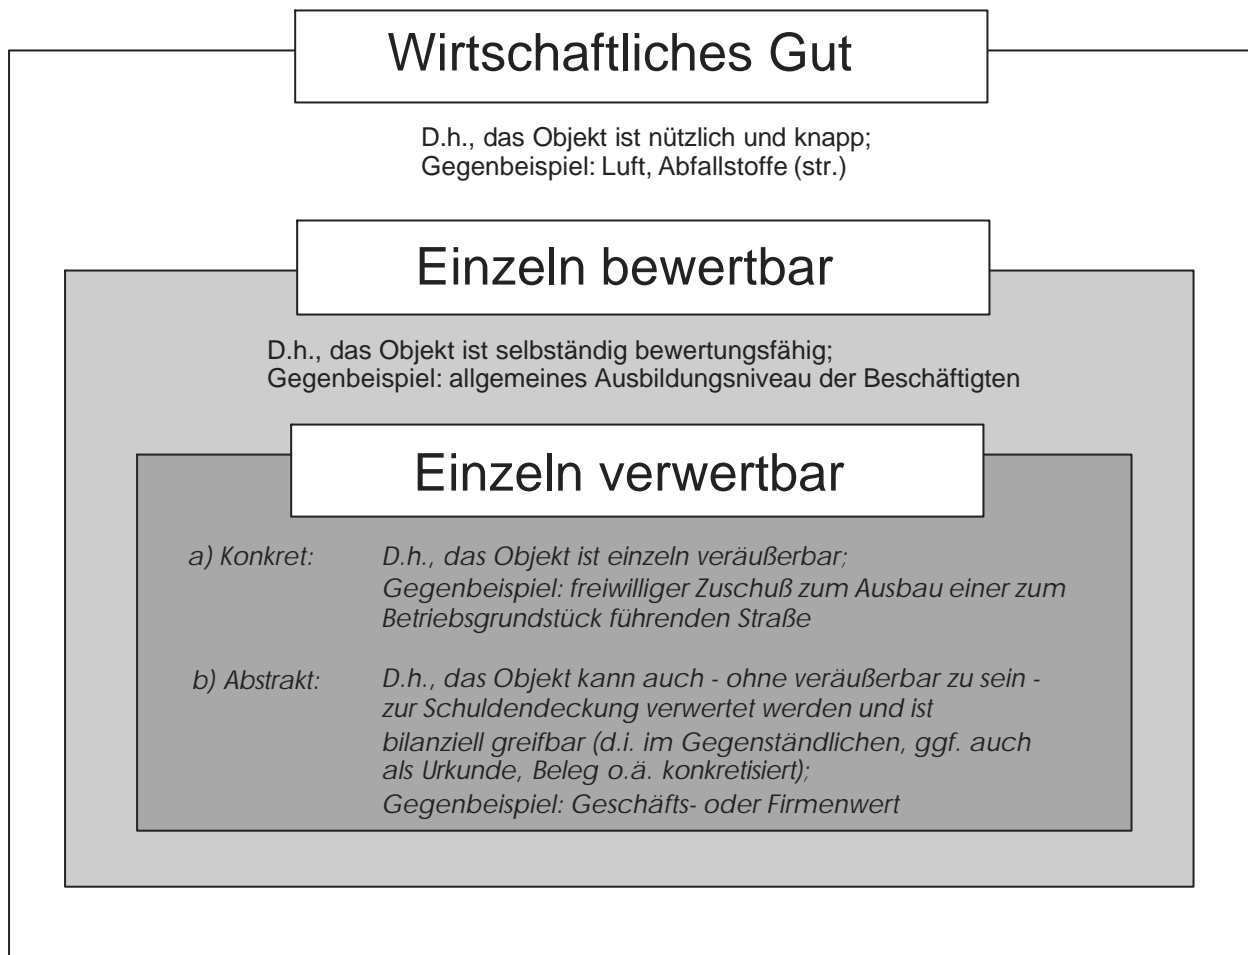 Wirtschaftliches Gut
D.h., das Objekt ist nützlich und knapp;
Gegenbeispiel: Luft, Abfallstoffe (str.)
Einzeln bewertbar
D.h., das Objekt ist selbständig bewertungsfähig;
Gegenbeispiel: allgemeines Ausbildungsniveau der Beschäftigten
Einzeln verwertbar
a) Konkret: D.h., das Objekt ist einzeln veräußerbar;
Gegenbeispiel: freiwilliger Zuschuß zum Ausbau einer zum
Betriebsgrundstück führenden Straße
b) Abstrakt: D.h., das Objekt kann auch - ohne veräußerbar zu sein -
zur Schuldendeckung verwertet werden und ist
bilanziell greifbar (d.i. im Gegenständlichen, ggf. auch
als Urkunde, Beleg o.ä. konkretisiert);
Gegenbeispiel: Geschäfts- oder Firmenwert